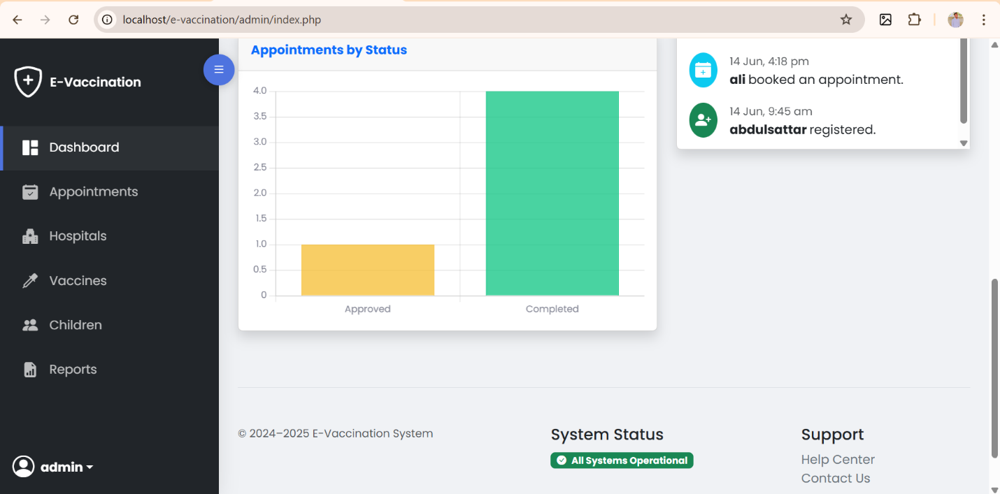 localhost/e-vaccination/admin/index.php
E-Vaccination
Dashboard
Appointments
Hospitals
Vaccines
Children
Reports
admin
Appointments by Status
4.0
3.5
3.0
2.5
2.0
1.5
1.0
0.5
0
Approved
Completed
14 Jun, 4:18 pm
ali booked an appointment.
14 Jun, 9:45 am
abdulsattar registered.
© 2024–2025 E-Vaccination System
System Status
All Systems Operational
Support
Help Center
Contact Us